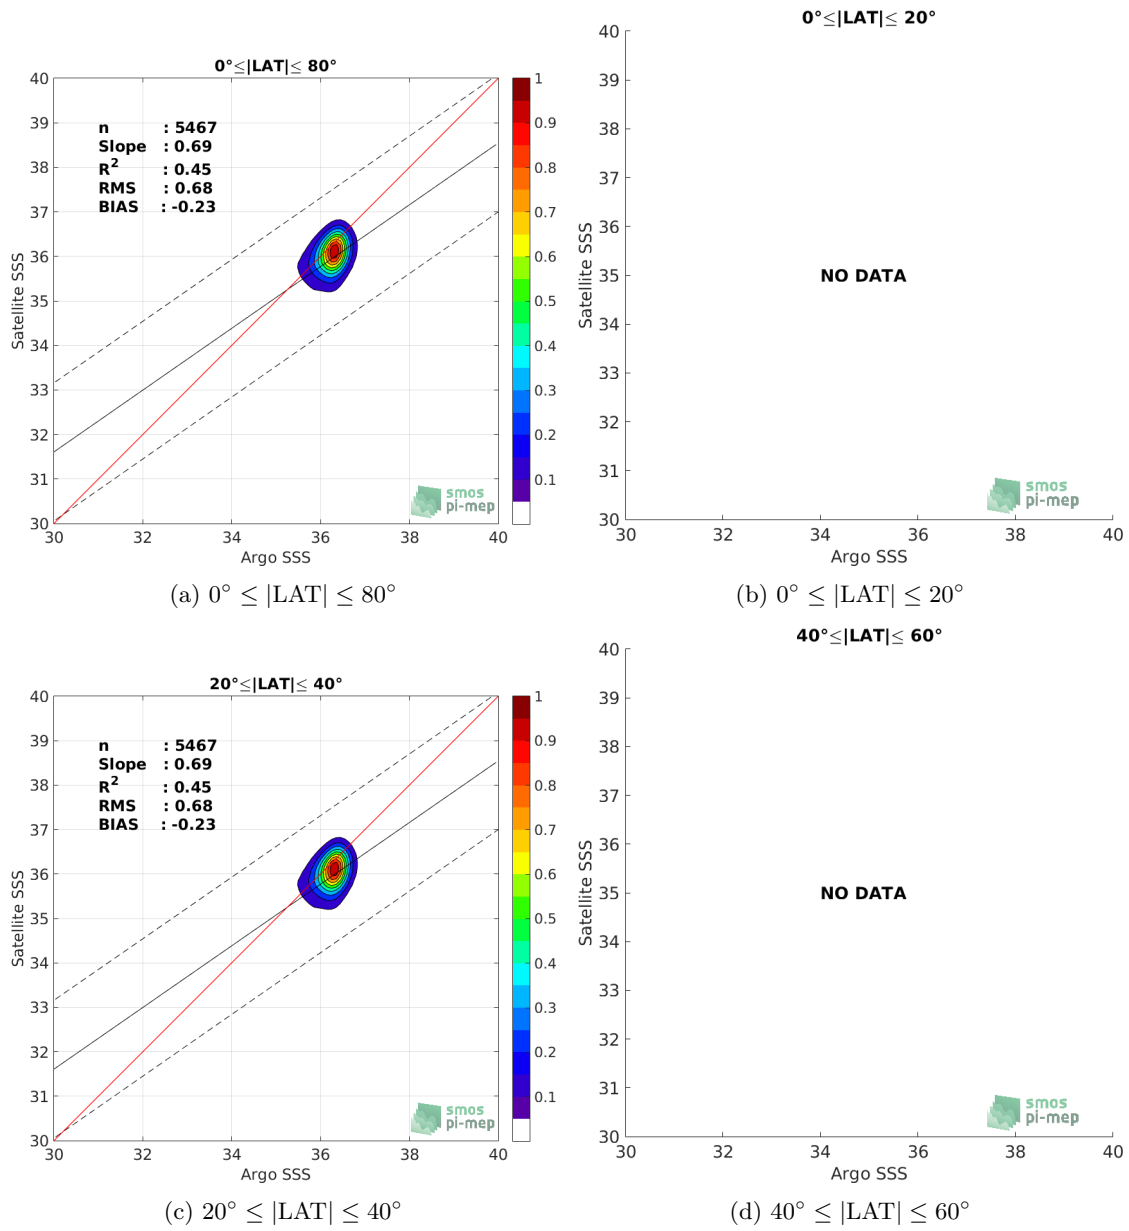 0°≤|LAT|≤ 80°
40
39
38
37
36
35
34
33
32
31
30
Satellite SSS
n : 5467
Slope : 0.69
R² : 0.45
RMS : 0.68
BIAS : -0.23
smos
pi-mep
30 32 34 36 38 40
Argo SSS
1
0.9
0.8
0.7
0.6
0.5
0.4
0.3
0.2
0.1
(a) 0° ≤ |LAT| ≤ 80°
0°≤|LAT|≤ 20°
40
39
38
37
36
35
34
33
32
31
30
Satellite SSS
NO DATA
smos
pi-mep
30 32 34 36 38 40
Argo SSS
(b) 0° ≤ |LAT| ≤ 20°
20°≤|LAT|≤ 40°
40
39
38
37
36
35
34
33
32
31
30
Satellite SSS
n : 5467
Slope : 0.69
R² : 0.45
RMS : 0.68
BIAS : -0.23
smos
pi-mep
30 32 34 36 38 40
Argo SSS
1
0.9
0.8
0.7
0.6
0.5
0.4
0.3
0.2
0.1
(c) 20° ≤ |LAT| ≤ 40°
40°≤|LAT|≤ 60°
40
39
38
37
36
35
34
33
32
31
30
Satellite SSS
NO DATA
smos
pi-mep
30 32 34 36 38 40
Argo SSS
(d) 40° ≤ |LAT| ≤ 60°